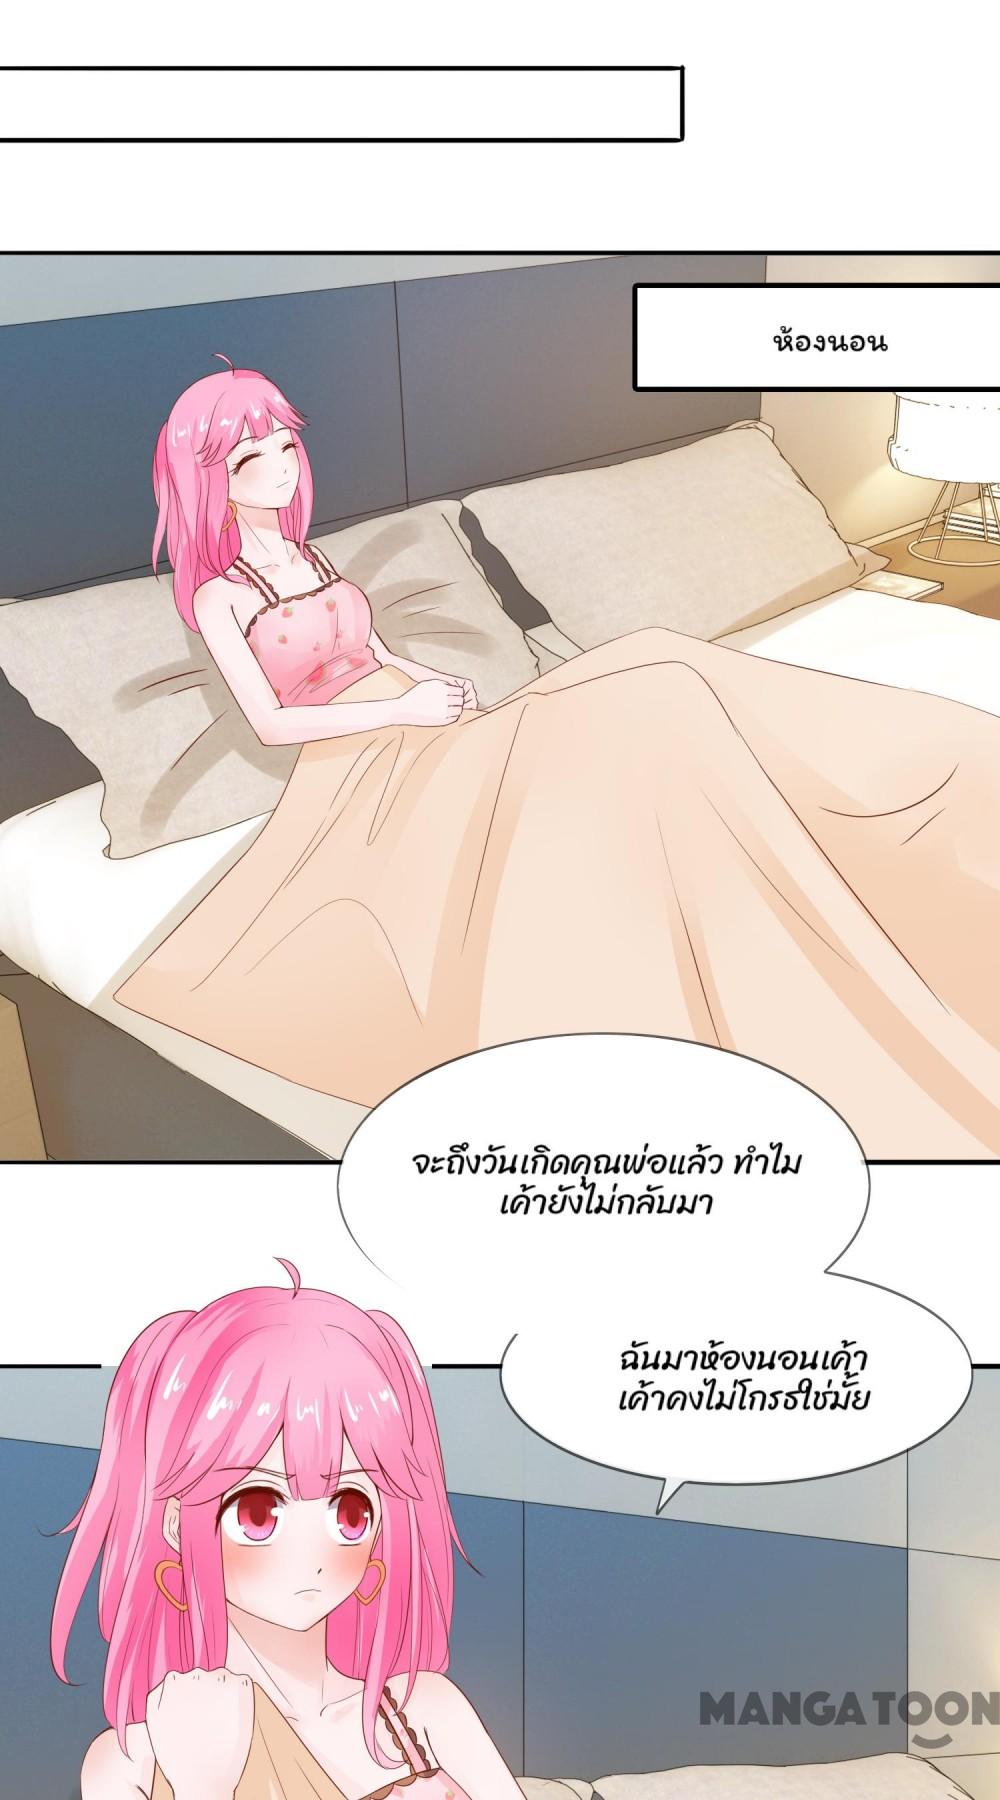 ห้องนอน
จะถึงวันเกิดคุณพ่อแล้ว ทำไม
เค้ายังไม่กลับมา
ฉันมาห้องนอนเค้า
เค้าคงไม่โกรธใช่มั้ย
MANGATOON